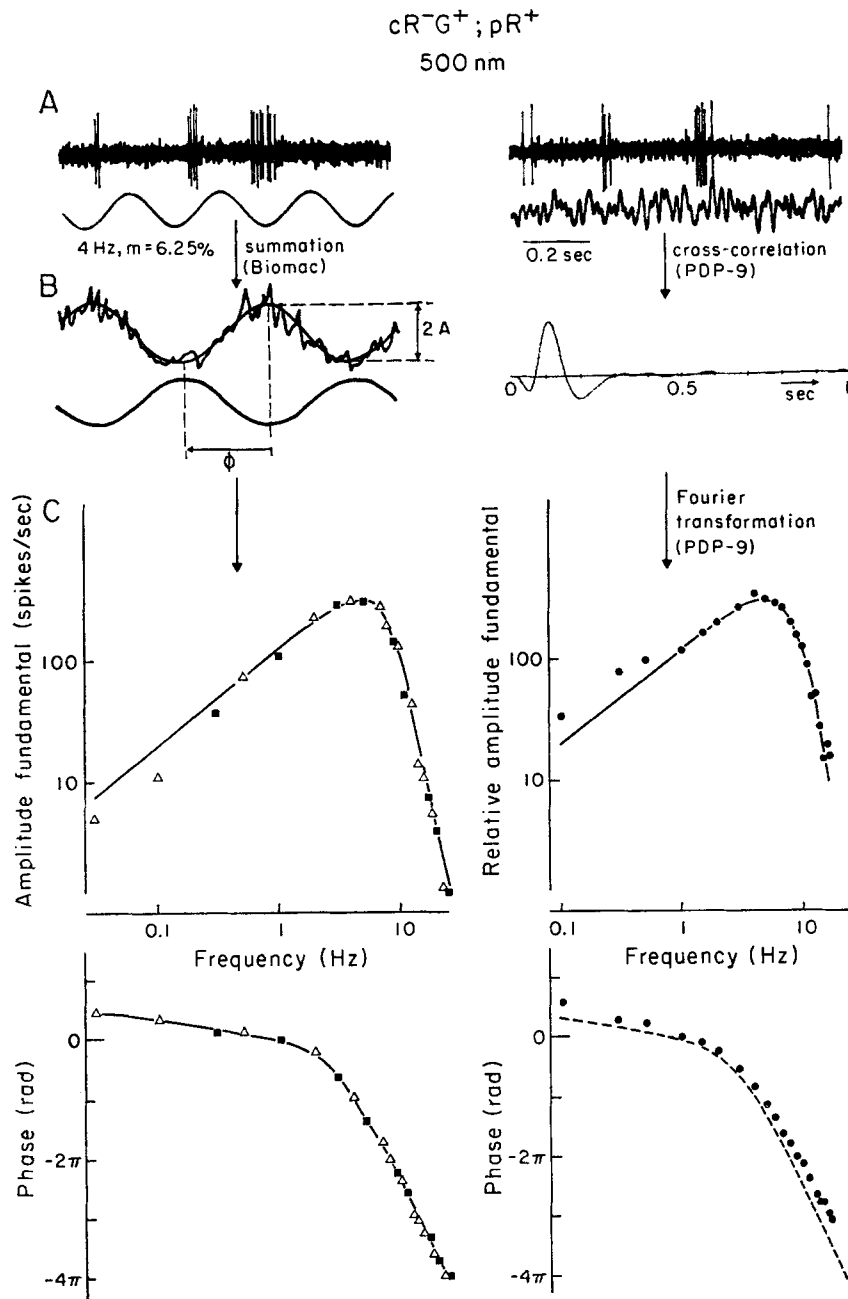 cR⁻G⁺; pR⁺
500 nm
A
4 Hz, m = 6.25%
summation
(Biomac)
0.2 sec
cross-correlation
(PDP-9)
B
2 A
ϕ
0
0.5
sec
C
Amplitude fundamental (spikes/sec)
100
10
0.1
1
10
Frequency (Hz)
Fourier
transformation
(PDP-9)
Relative amplitude fundamental
100
10
0.1
1
10
Frequency (Hz)
Phase (rad)
0
-2π
-4π
Phase (rad)
0
-2π
-4π